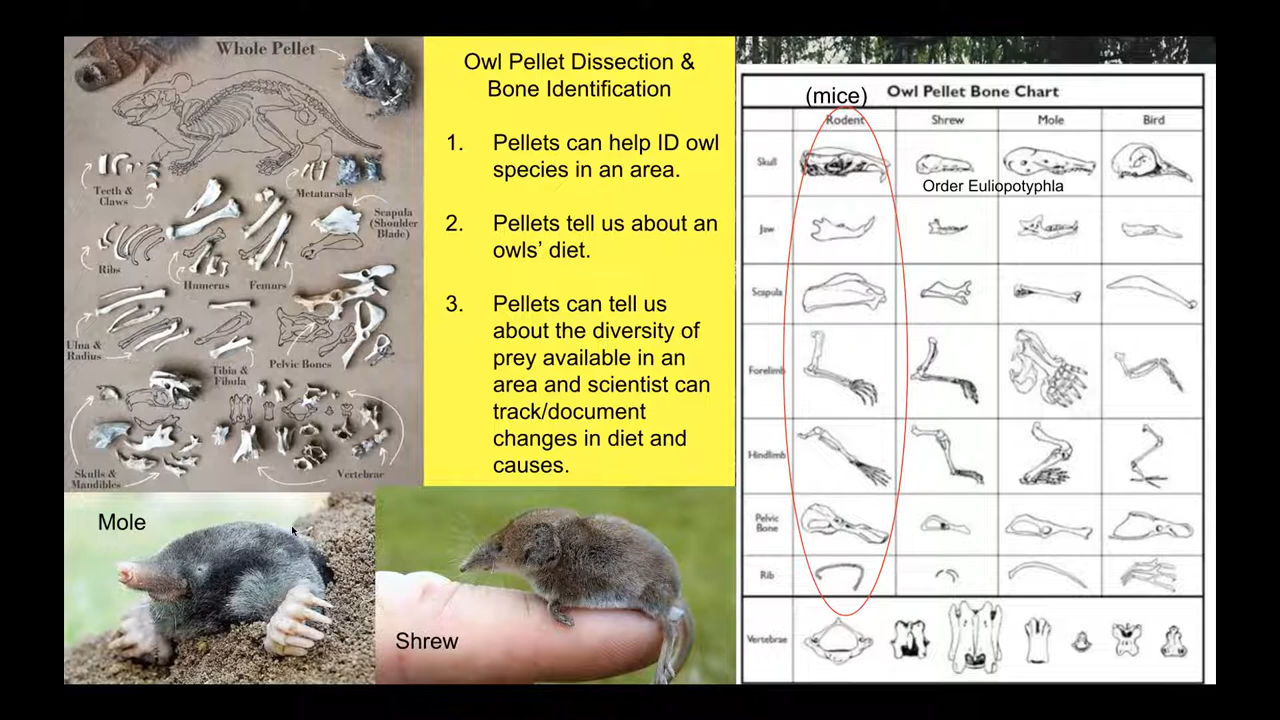 Whole Pellet
Teeth &
Claws
Metatarsals
Scapula
(Shoulder
Blade)
Ribs
Humerus
Femurs
Ulna &
Radius
Tibia &
Fibula
Pelvic Bones
Skulls &
Mandibles
Vertebrae
Owl Pellet Dissection &
Bone Identification
1. Pellets can help ID owl
species in an area.
2. Pellets tell us about an
owls’ diet.
3. Pellets can tell us
about the diversity of
prey available in an
area and scientist can
track/document
changes in diet and
causes.
Mole
Shrew
(mice)
Owl Pellet Bone Chart
Rodent Shrew Mole Bird
Skull
Order Euliopotyphla
Jaw
Scapula
Forelimb
Hindlimb
Pelvic
Bone
Rib
Vertebrae